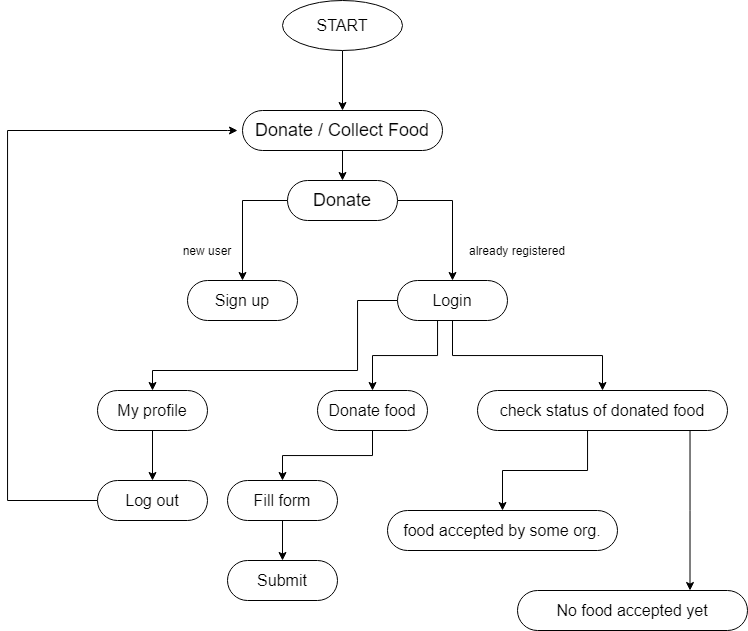 START
Donate / Collect Food
Donate
new user
already registered
Sign up
Login
My profile
Donate food
check status of donated food
Log out
Fill form
food accepted by some org.
Submit
No food accepted yet